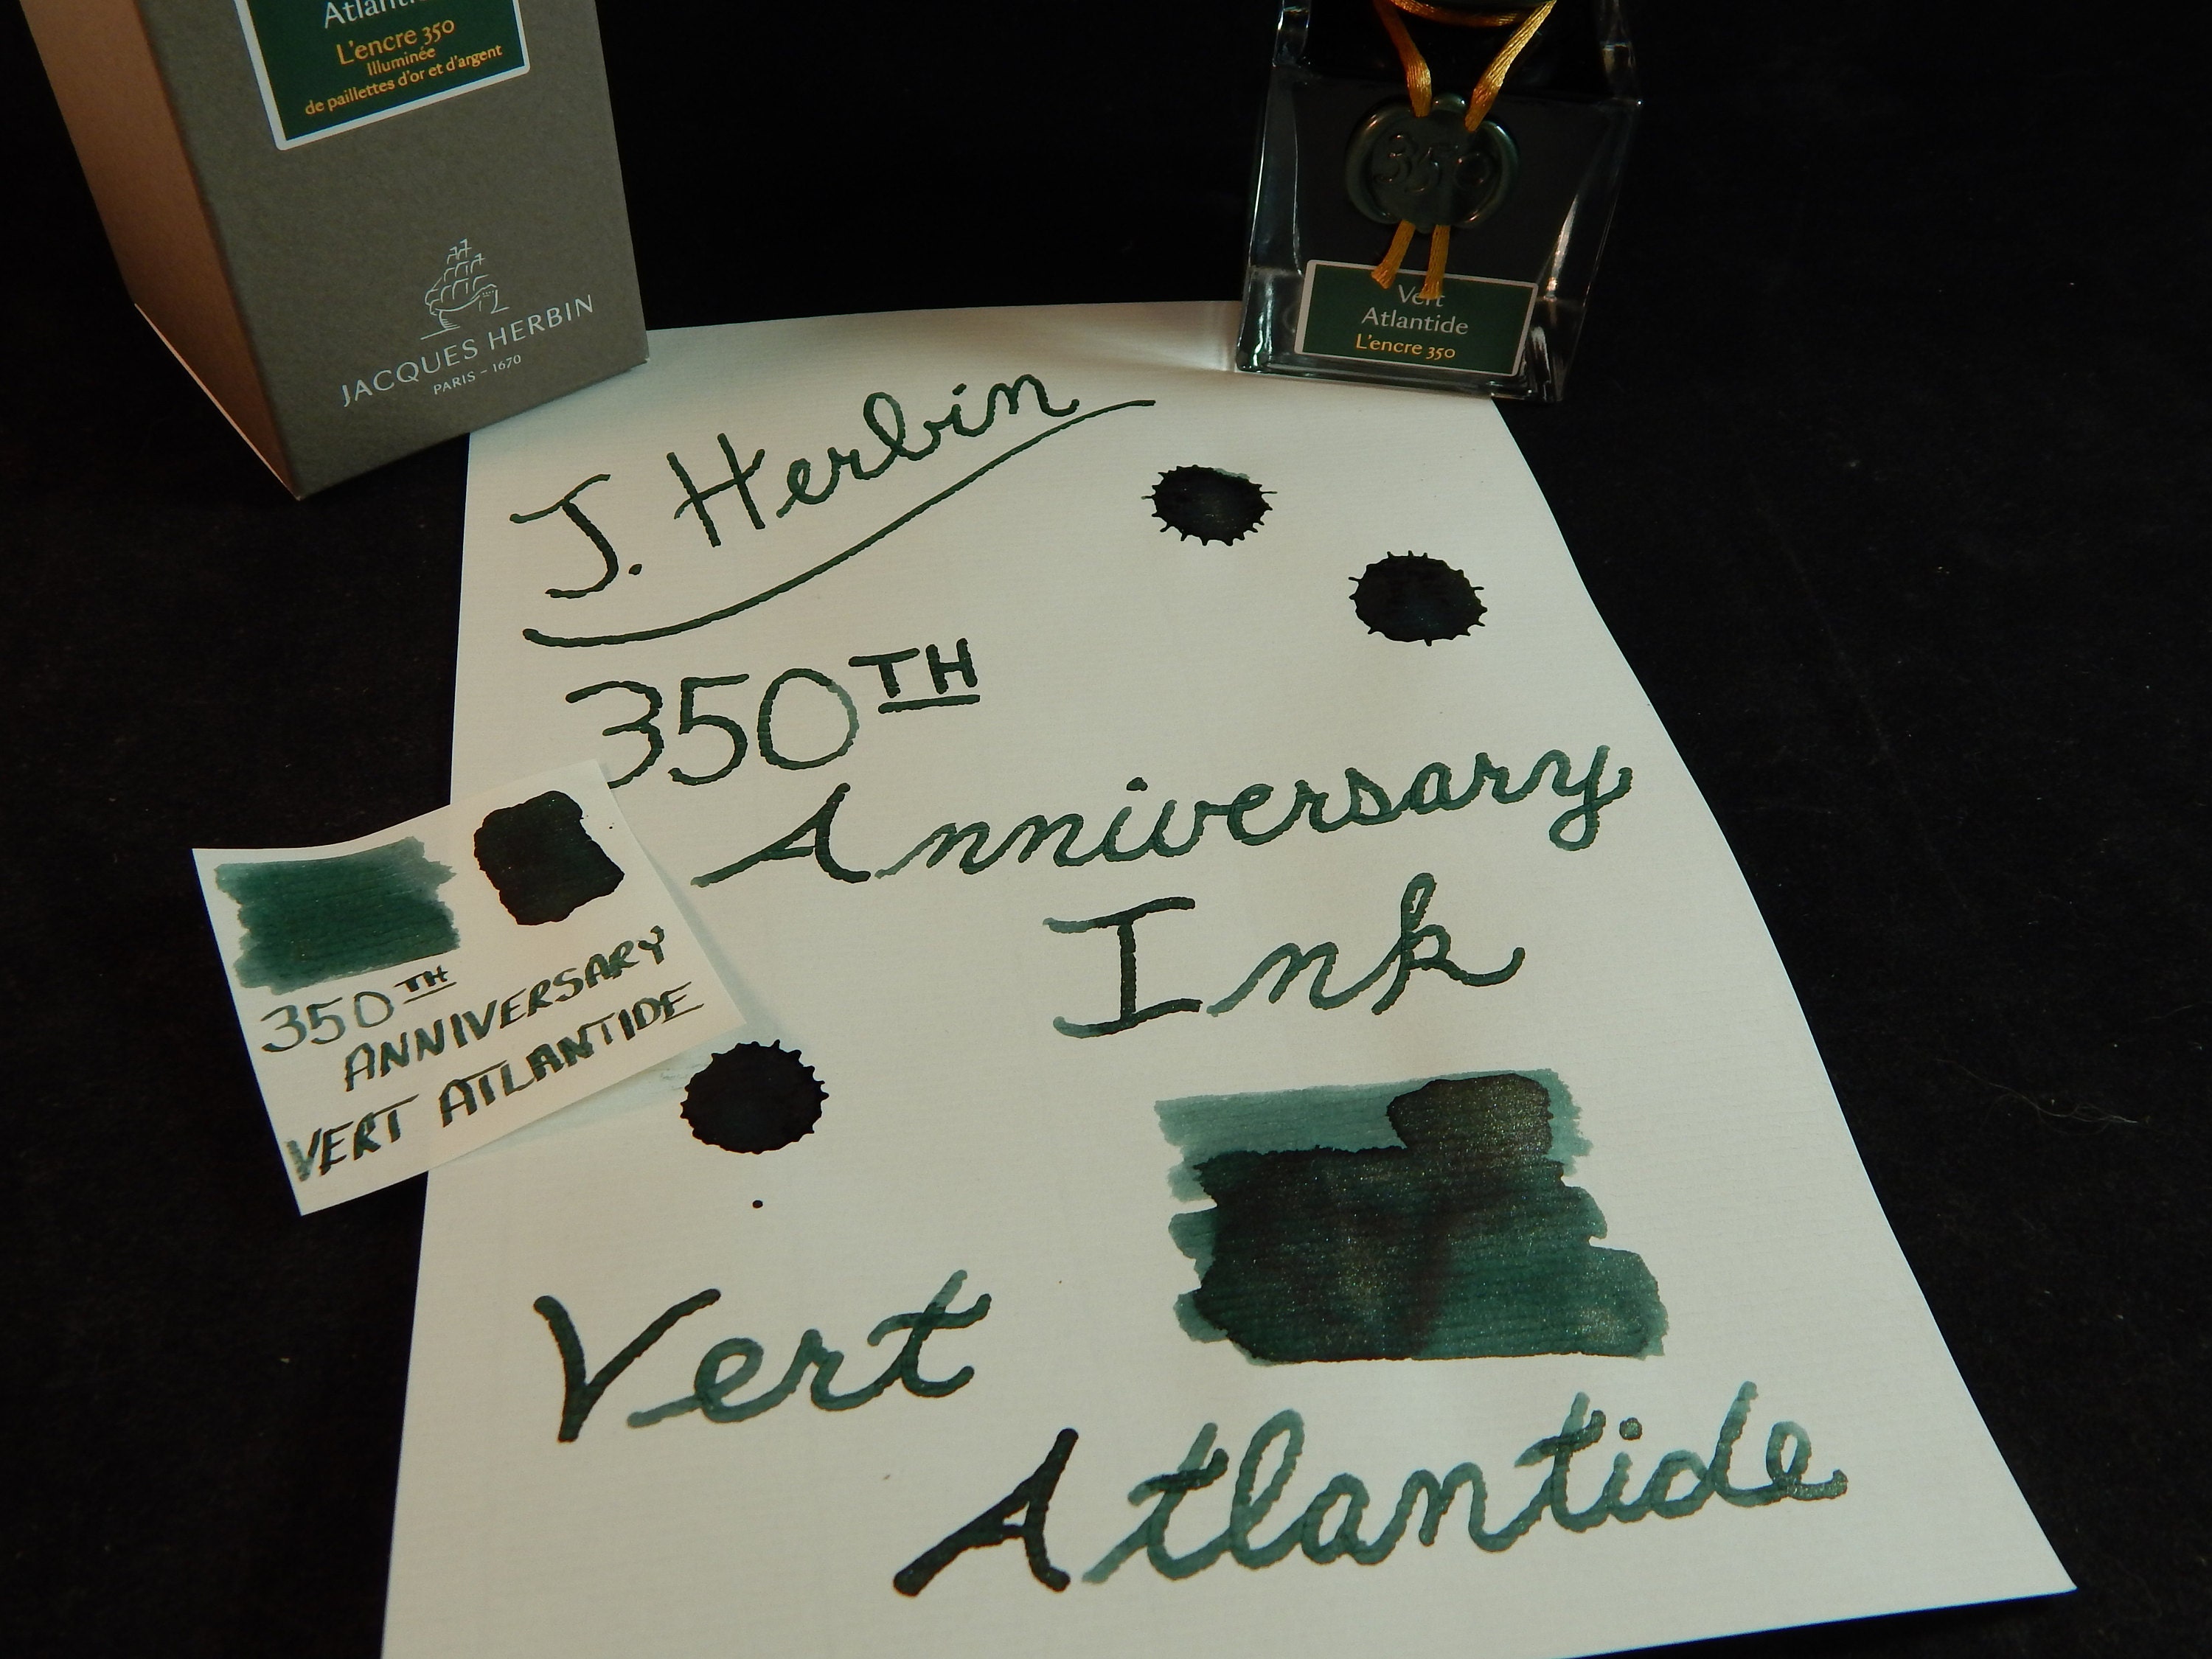 L'encre 350
Illuminée
de paillettes d'or et d'argent
JACQUES HERBIN
PARIS - 1670
350
Vert
Atlantide
L'encre 350
J. Herbin
350TH
Anniversary
Ink
350TH
ANNIVERSARY
VERT ATLANTIDE
Vert
Atlantide